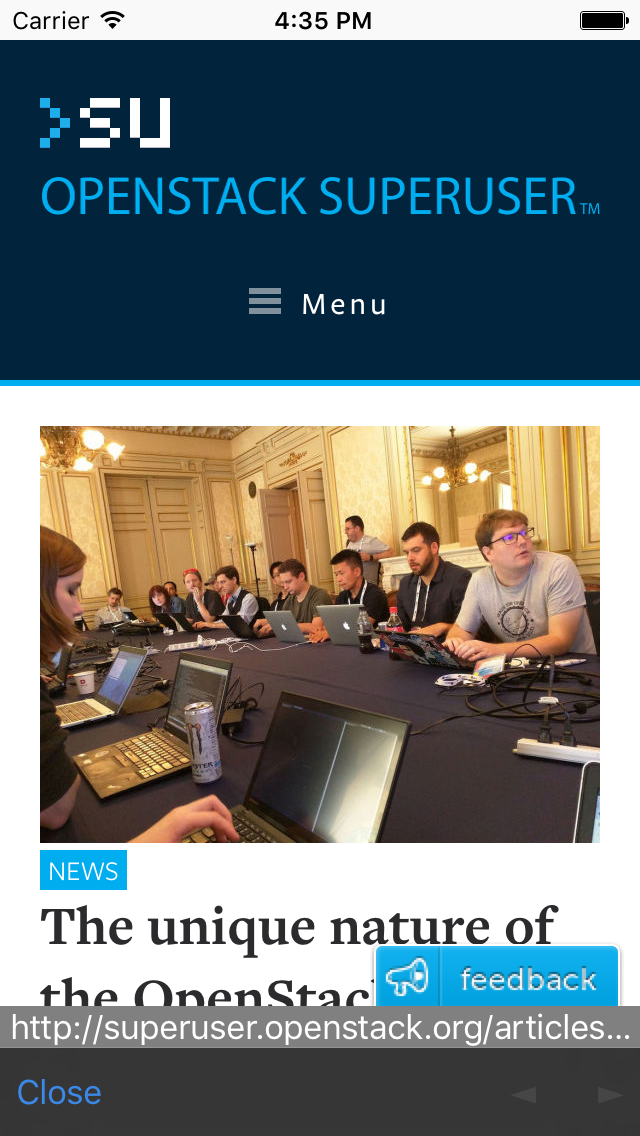 Carrier
4:35 PM
>SU
OPENSTACK SUPERUSER™
Menu
NEWS
The unique nature of
the OpenStac
feedback
http://superuser.openstack.org/articles...
Close